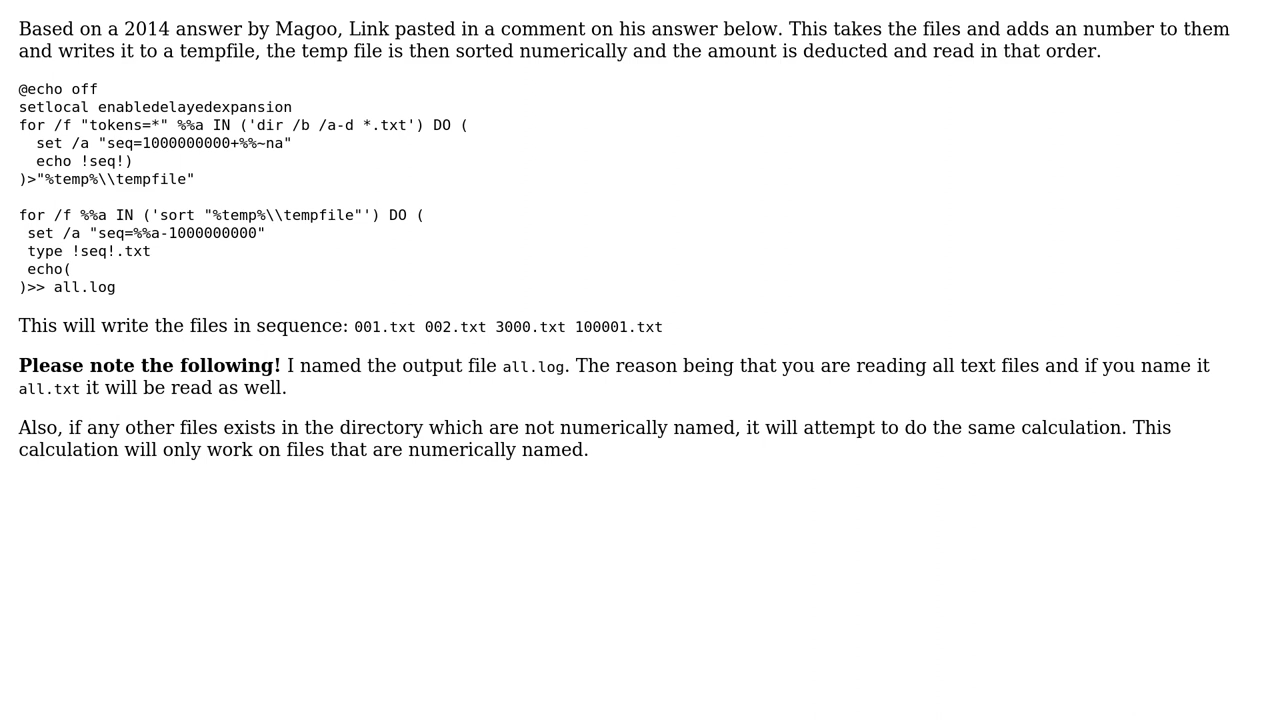 Based on a 2014 answer by Magoo, Link pasted in a comment on his answer below. This takes the files and adds an number to them
and writes it to a tempfile, the temp file is then sorted numerically and the amount is deducted and read in that order.
@echo off
setlocal enabledelayedexpansion
for /f "tokens=*" %%a IN ('dir /b /a-d *.txt') DO (
  set /a "seq=1000000000+%%~na"
  echo !seq!)
)>"%temp%\\tempfile"
for /f %%a IN ('sort "%temp%\\tempfile"') DO (
 set /a "seq=%%a-1000000000"
 type !seq!.txt
 echo(
)>> all.log
This will write the files in sequence: 001.txt 002.txt 3000.txt 100001.txt
Please note the following! I named the output file all.log. The reason being that you are reading all text files and if you name it
all.txt it will be read as well.
Also, if any other files exists in the directory which are not numerically named, it will attempt to do the same calculation. This
calculation will only work on files that are numerically named.